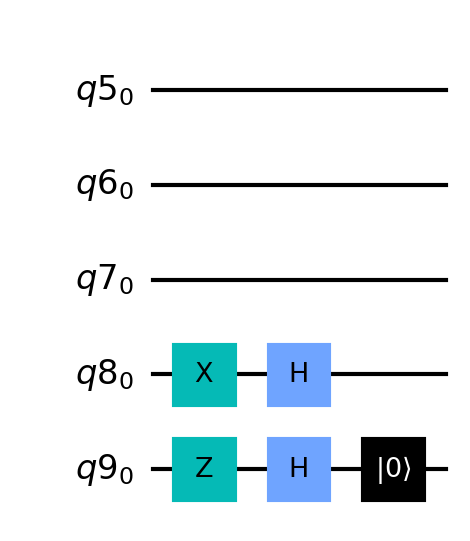 q5₀
q6₀
q7₀
q8₀ X H
q9₀ Z H |0⟩